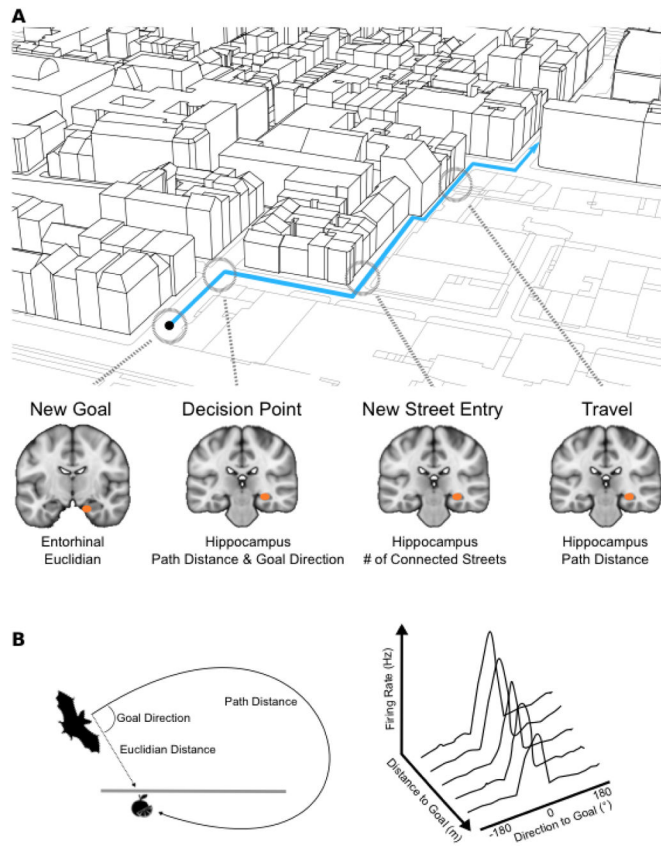 A
New Goal
Decision Point
New Street Entry
Travel
Entorhinal
Euclidian
Hippocampus
Path Distance & Goal Direction
Hippocampus
# of Connected Streets
Hippocampus
Path Distance
B
Path Distance
Goal Direction
Euclidian Distance
Firing Rate (Hz)
Distance to Goal (m)
-180
0
180
Direction to Goal (°)